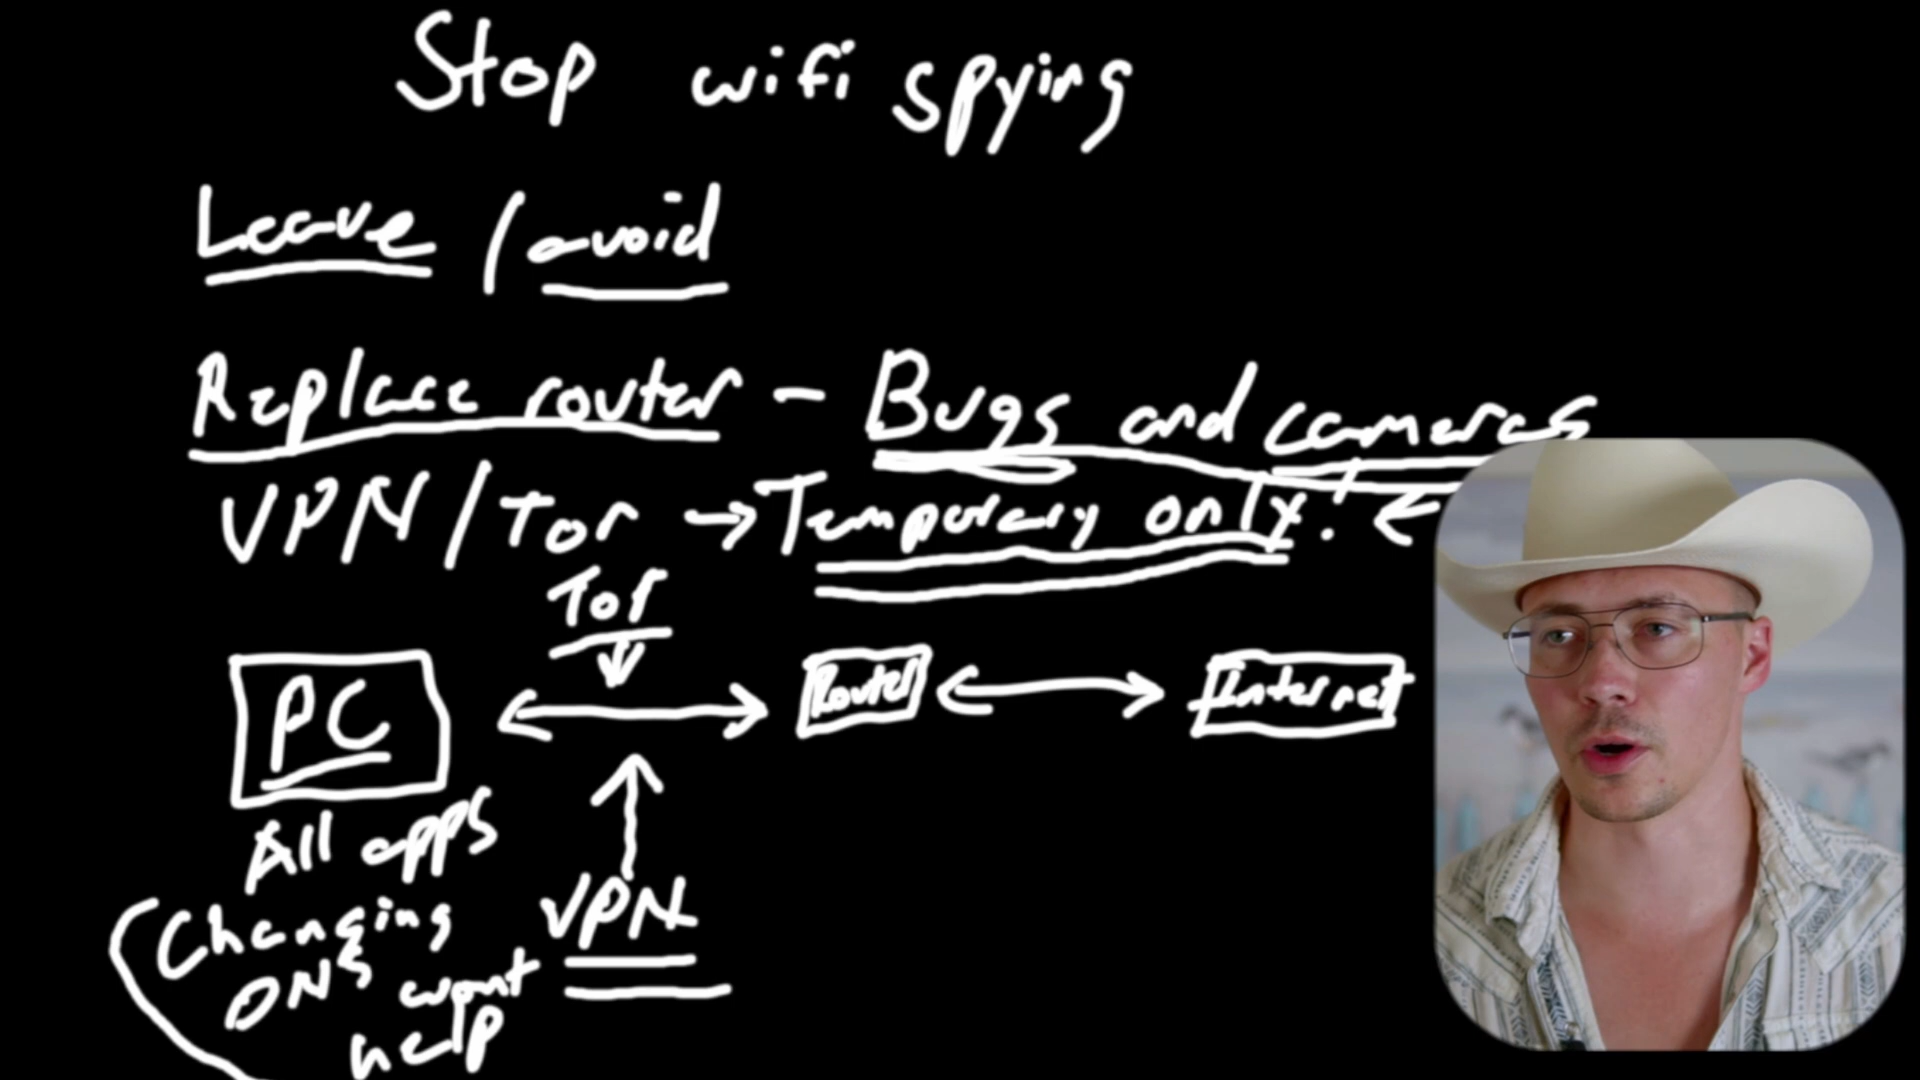 Stop wifi spying
Leave / avoid
Replace router - Bugs and cameras
VPN / Tor → Temporary only! ←
Tor
PC
Router
Internet
All apps
VPN
Changing
DNS wont
help